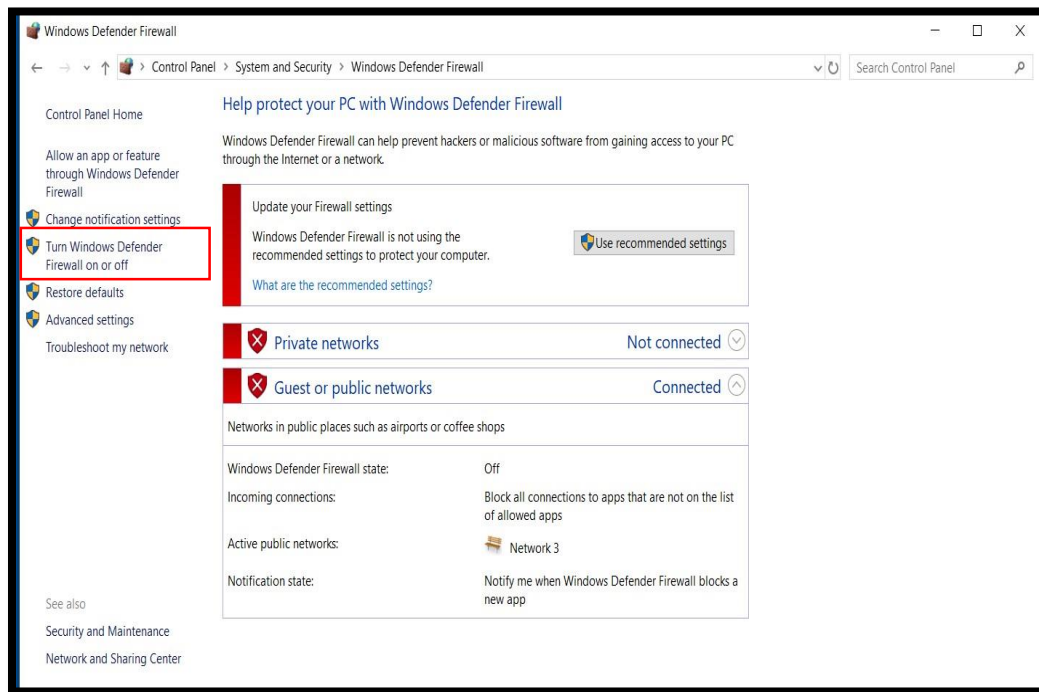 Windows Defender Firewall
Control Panel > System and Security > Windows Defender Firewall
Search Control Panel
Control Panel Home
Allow an app or feature
through Windows Defender
Firewall
Change notification settings
Turn Windows Defender
Firewall on or off
Restore defaults
Advanced settings
Troubleshoot my network
See also
Security and Maintenance
Network and Sharing Center
Help protect your PC with Windows Defender Firewall
Windows Defender Firewall can help prevent hackers or malicious software from gaining access to your PC
through the Internet or a network.
Update your Firewall settings
Windows Defender Firewall is not using the
recommended settings to protect your computer.
Use recommended settings
What are the recommended settings?
Private networks Not connected
Guest or public networks Connected
Networks in public places such as airports or coffee shops
Windows Defender Firewall state: Off
Incoming connections: Block all connections to apps that are not on the list
of allowed apps
Active public networks: Network 3
Notification state: Notify me when Windows Defender Firewall blocks a
new app